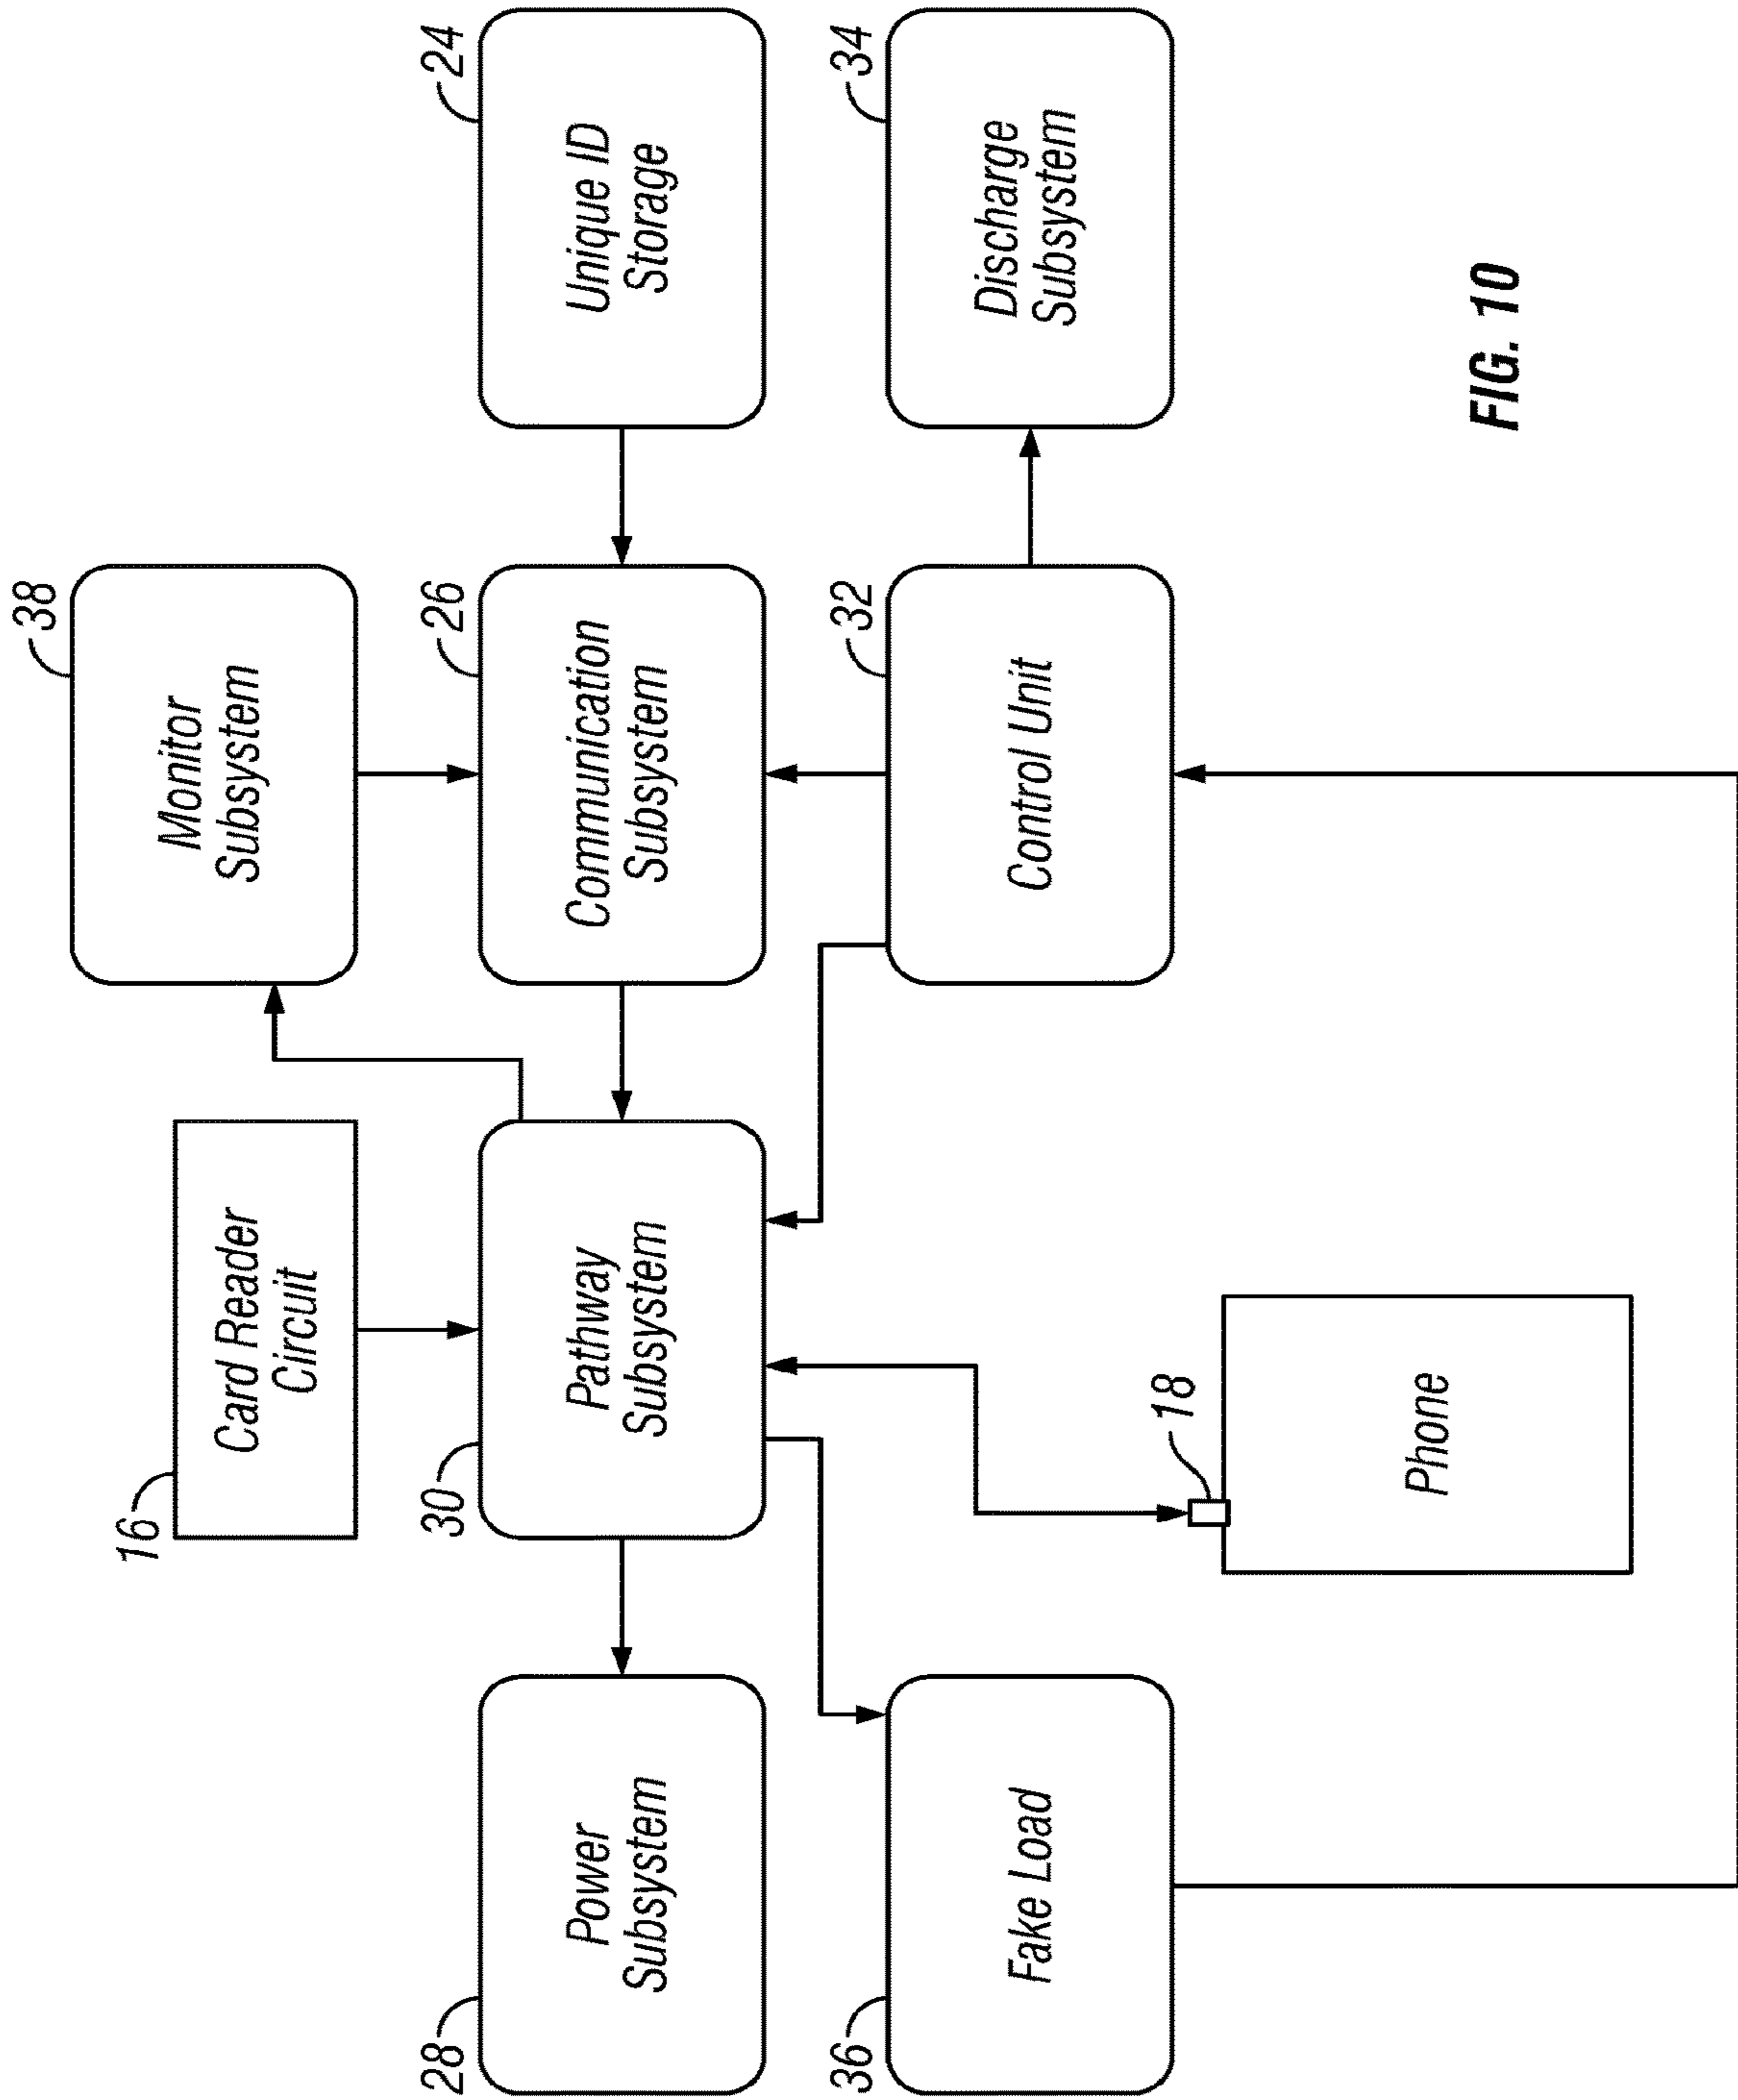 38
Monitor
Subsystem
16
Card Reader
Circuit
28
Power
Subsystem
30
Pathway
Subsystem
26
Communication
Subsystem
24
Unique ID
Storage
36
Fake Load
32
Control Unit
34
Discharge
Subsystem
18
Phone
FIG. 10